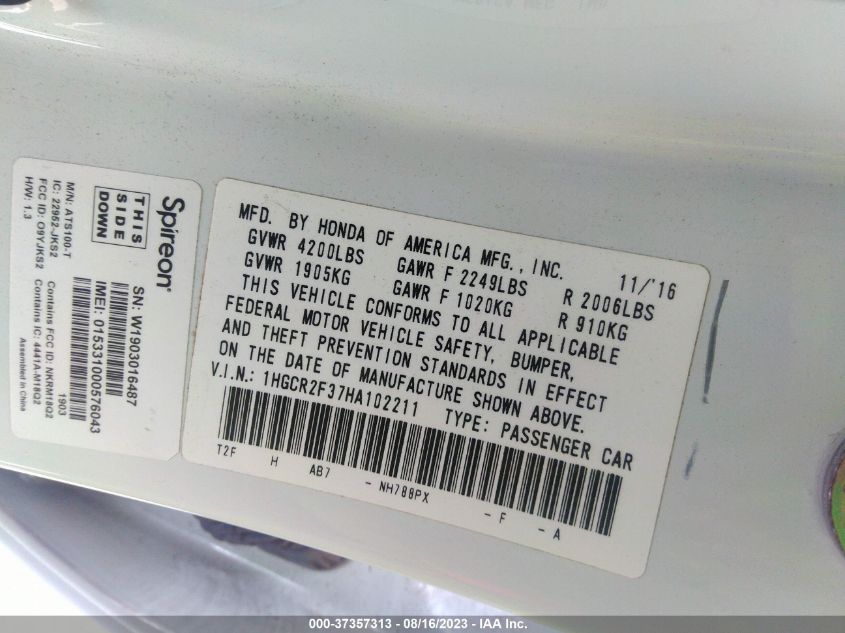 Spireon
THIS
SIDE
DOWN
M/N: ATS100-T
IC: 22952-JKS2
FCC ID: O9YJKS2
H/W: 1.3
SN: W1903016487
IMEI: 015331000576043
Contains FCC ID: NKRM18Q2
Contains IC: 4441A-M18Q2
1903
Assembled in China
MFD. BY HONDA OF AMERICA MFG., INC. 11/'16
GVWR 4200LBS GAWR F 2249LBS R 2006LBS
GVWR 1905KG GAWR F 1020KG R 910KG
THIS VEHICLE CONFORMS TO ALL APPLICABLE
FEDERAL MOTOR VEHICLE SAFETY, BUMPER,
AND THEFT PREVENTION STANDARDS IN EFFECT
ON THE DATE OF MANUFACTURE SHOWN ABOVE.
V.I.N.: 1HGCR2F37HA102211 TYPE: PASSENGER CAR
T2F H AB7 - NH788PX - F - A
000-37357313 - 08/16/2023 - IAA Inc.